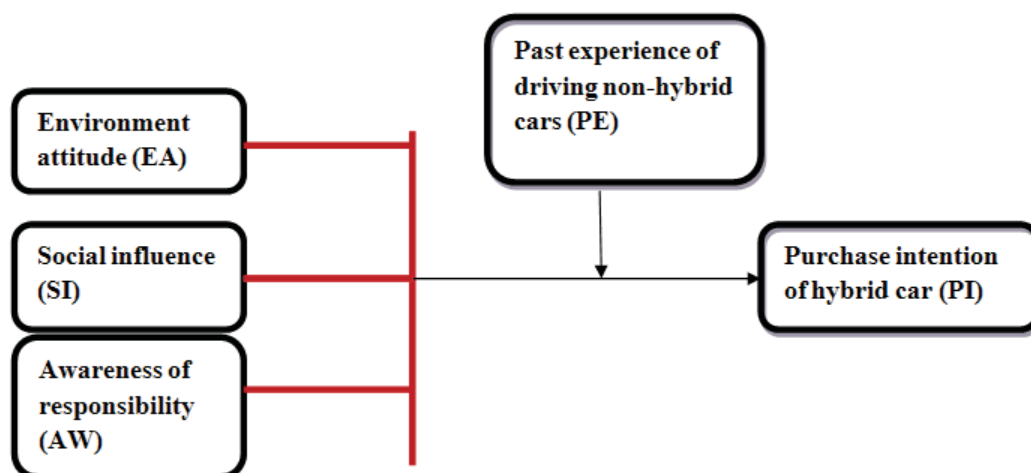 Past experience of
driving non-hybrid
cars (PE)
Environment
attitude (EA)
Social influence
(SI)
Purchase intention
of hybrid car (PI)
Awareness of
responsibility
(AW)